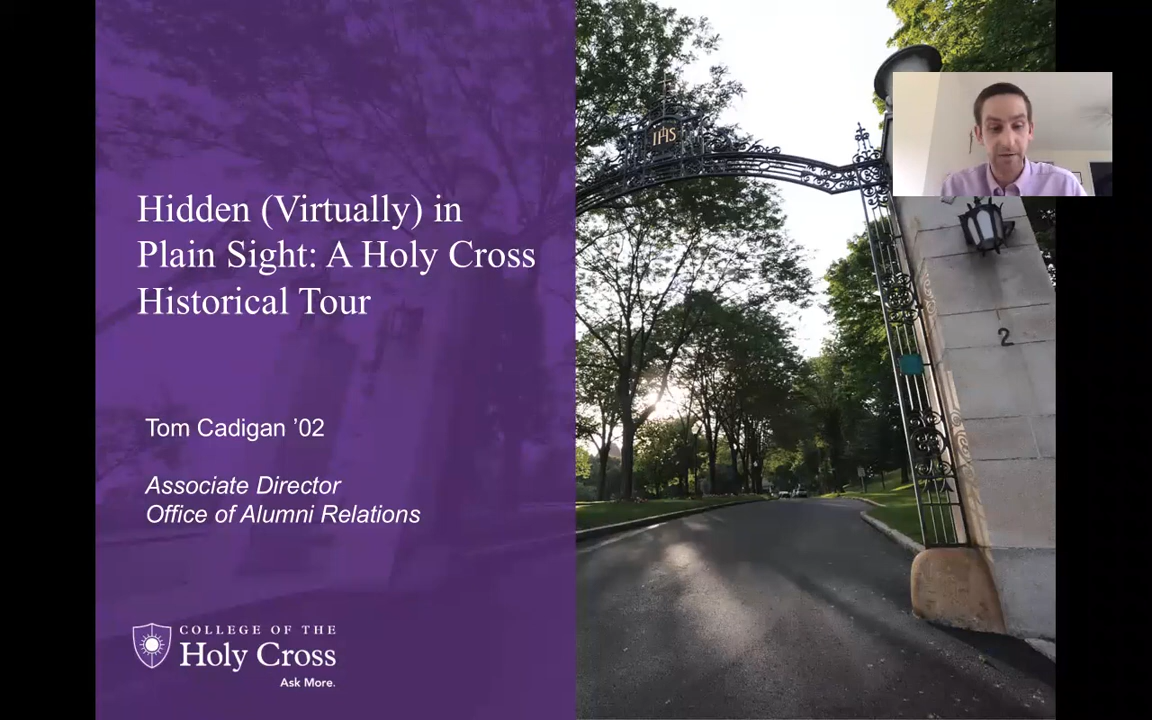 Hidden (Virtually) in
Plain Sight: A Holy Cross
Historical Tour
Tom Cadigan ’02
Associate Director
Office of Alumni Relations
COLLEGE OF THE
Holy Cross
Ask More.
IHS
2